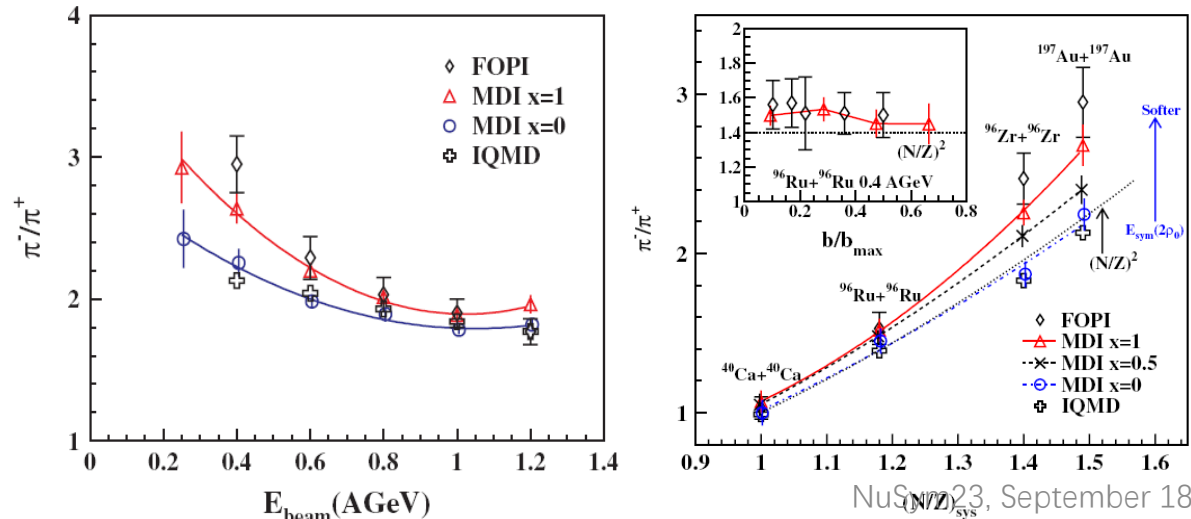 4
3
2
1
0
0.2
0.4
0.6
0.8
1
1.2
1.4
π⁻/π⁺
E_beam(AGeV)
FOPI
MDI x=1
MDI x=0
IQMD
3
2
1
0.9
1
1.1
1.2
1.3
1.4
1.5
1.6
π⁻/π⁺
(N/Z)_sys
2
1.8
1.6
1.4
1.2
1
0
0.2
0.4
0.6
0.8
(N/Z)²
⁹⁶Ru+⁹⁶Ru 0.4 AGeV
b/b_max
¹⁹⁷Au+¹⁹⁷Au
⁹⁶Zr+⁹⁶Zr
⁹⁶Ru+⁹⁶Ru
⁴⁰Ca+⁴⁰Ca
Softer
E_sym(2ρ₀)
(N/Z)²
FOPI
MDI x=1
MDI x=0.5
MDI x=0
IQMD
NuSym23, September 18